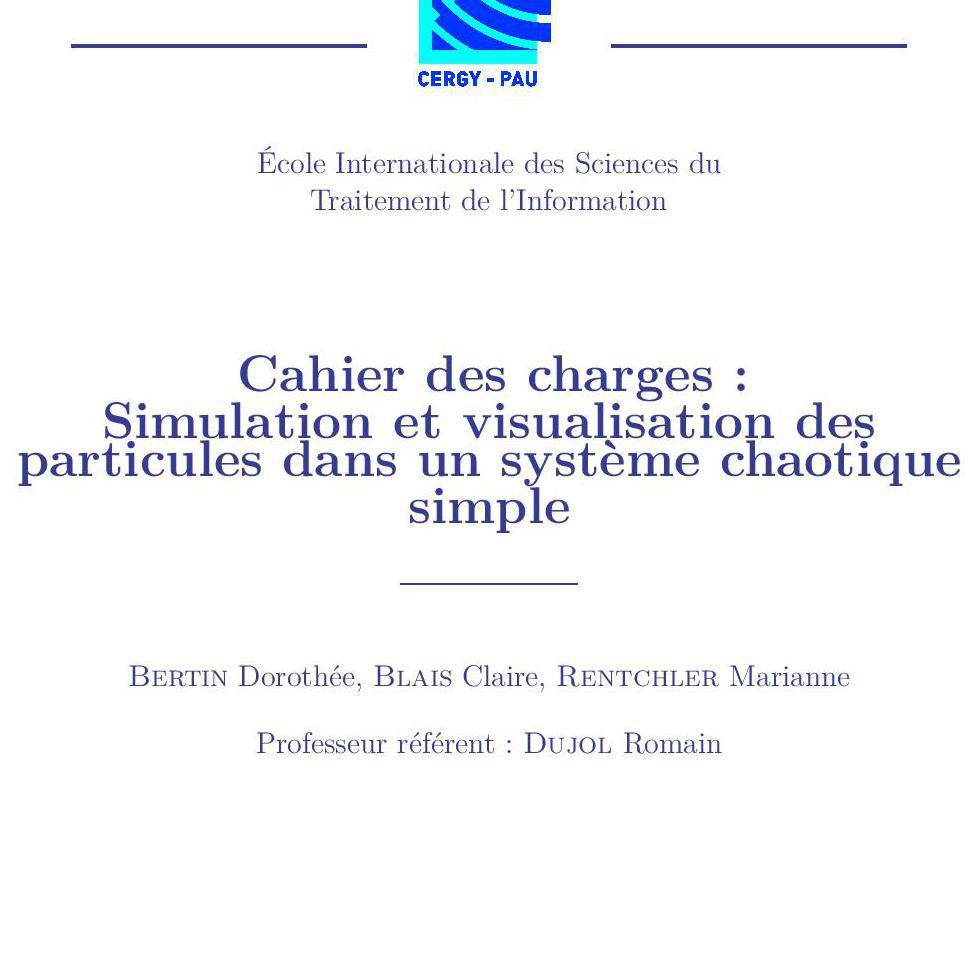 CERGY - PAU
École Internationale des Sciences du
Traitement de l'Information
Cahier des charges :
Simulation et visualisation des
particules dans un système chaotique
simple
BERTIN Dorothée, BLAIS Claire, RENTCHLER Marianne
Professeur référent : DUJOL Romain